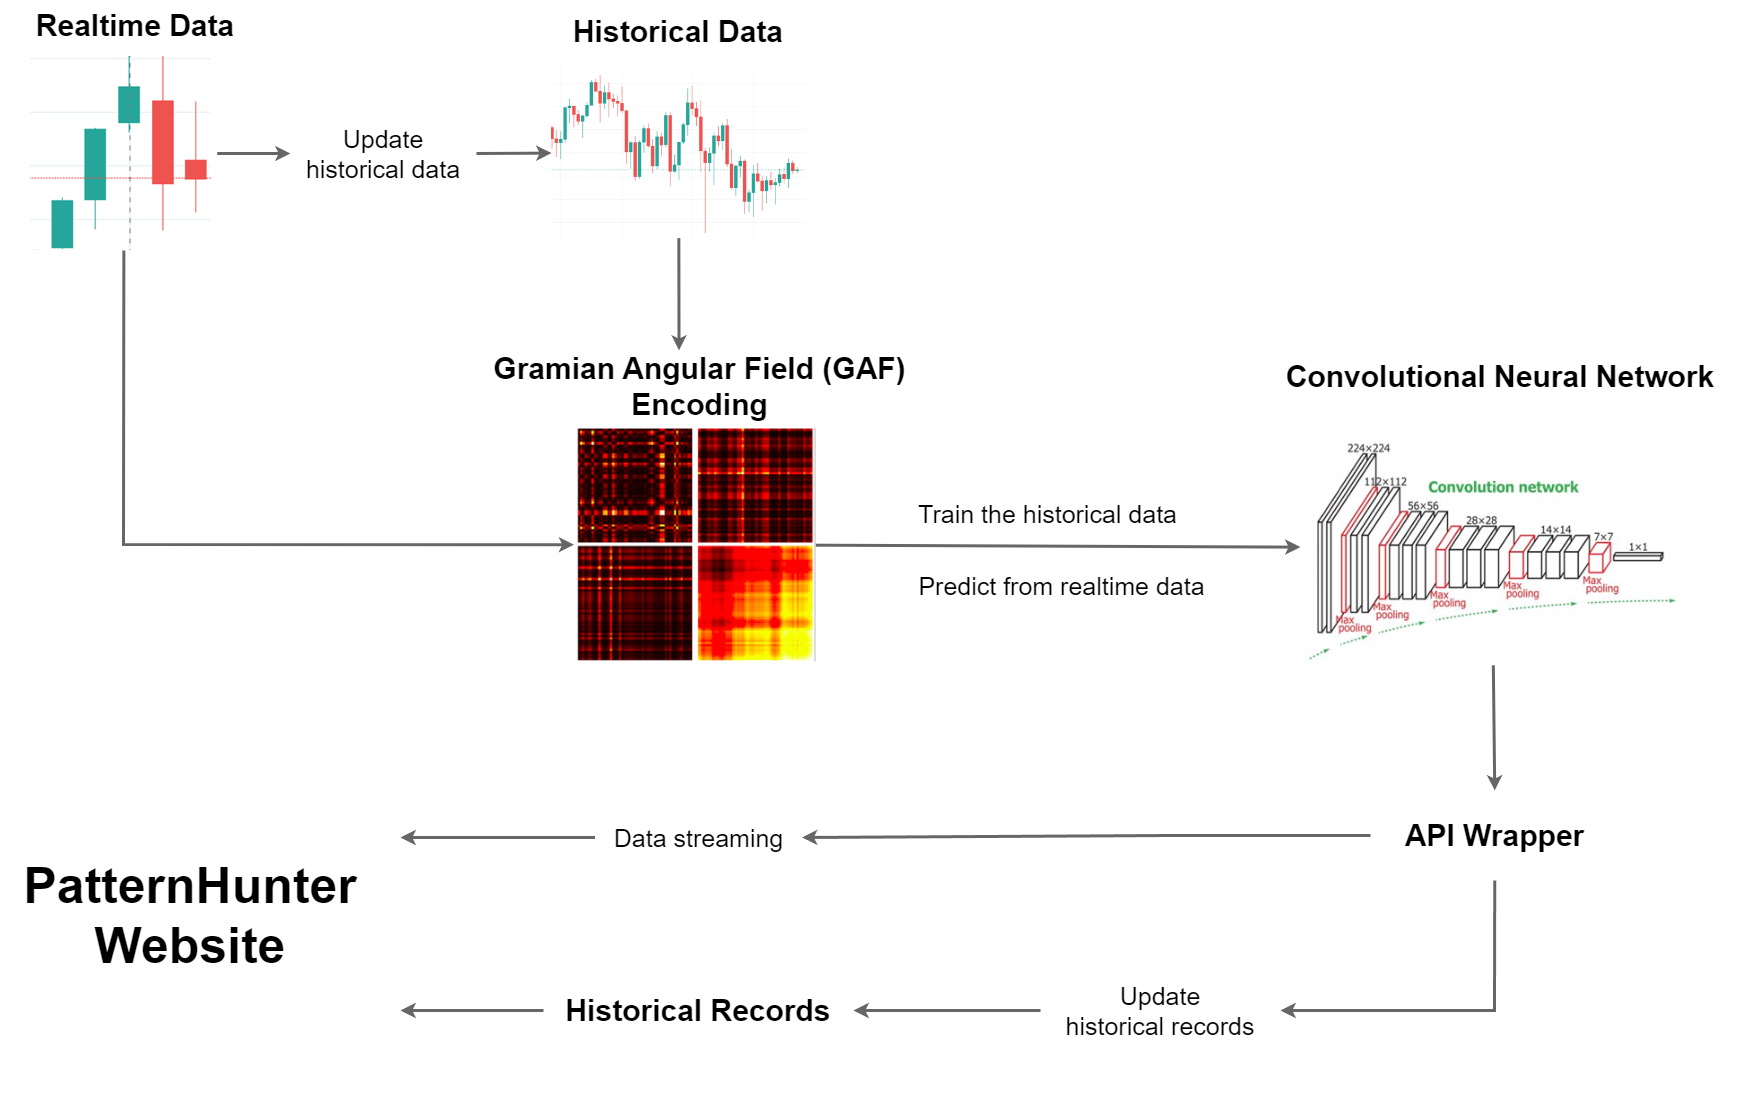 Realtime Data
Historical Data
Update
historical data
Gramian Angular Field (GAF)
Encoding
Convolutional Neural Network
224×224
112×112
56×56
28×28
14×14
7×7
1×1
Convolution network
Max
pooling
Max
pooling
Max
pooling
Max
pooling
Max
pooling
Train the historical data
Predict from realtime data
API Wrapper
Data streaming
PatternHunter
Website
Historical Records
Update
historical records